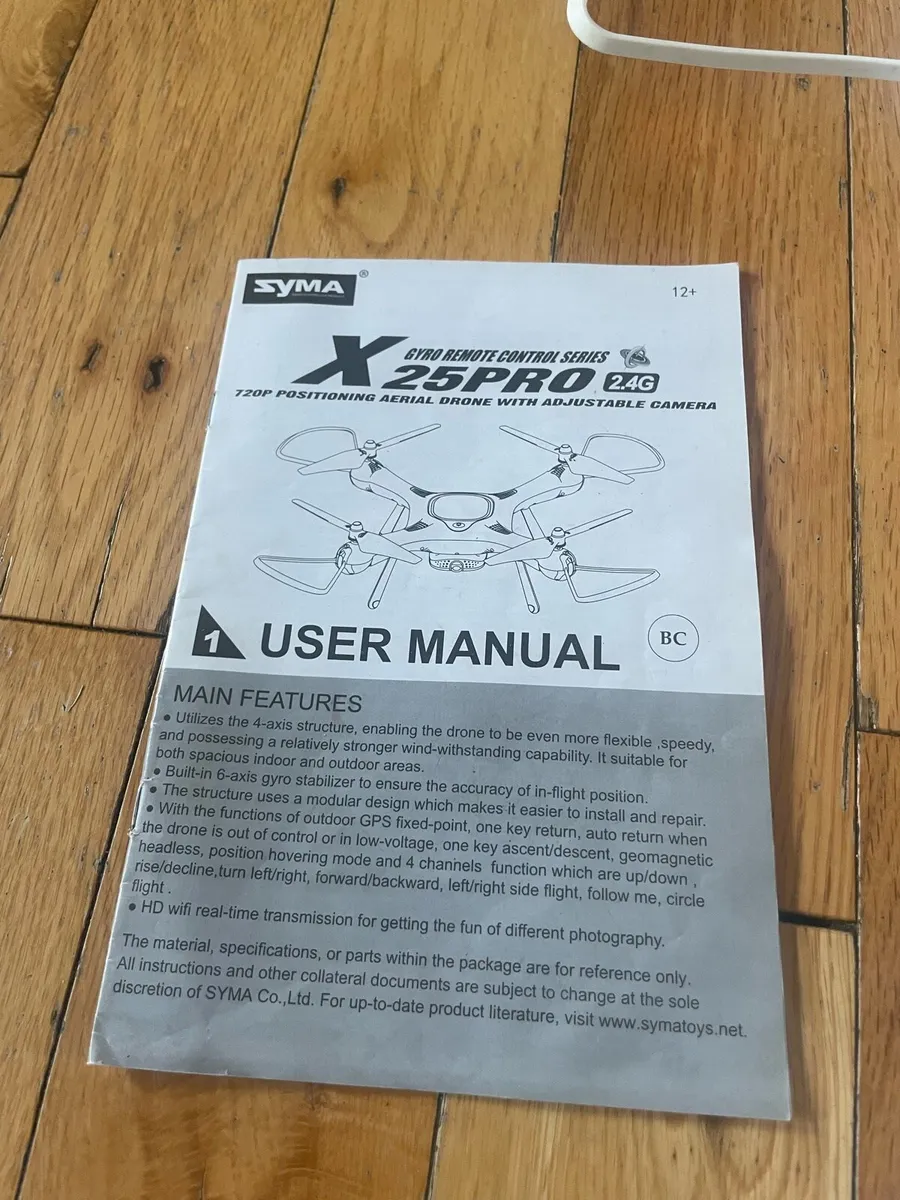 SYMA®
12+
GYRO REMOTE CONTROL SERIES
X25PRO 2.4G
720P POSITIONING AERIAL DRONE WITH ADJUSTABLE CAMERA
1 USER MANUAL BC
MAIN FEATURES
• Utilizes the 4-axis structure, enabling the drone to be even more flexible ,speedy,
and possessing a relatively stronger wind-withstanding capability. It suitable for
both spacious indoor and outdoor areas.
• Built-in 6-axis gyro stabilizer to ensure the accuracy of in-flight position.
• The structure uses a modular design which makes it easier to install and repair.
• With the functions of outdoor GPS fixed-point, one key return, auto return when
the drone is out of control or in low-voltage, one key ascent/descent, geomagnetic
headless, position hovering mode and 4 channels function which are up/down ,
rise/decline,turn left/right, forward/backward, left/right side flight, follow me, circle
flight .
• HD wifi real-time transmission for getting the fun of different photography.
The material, specifications, or parts within the package are for reference only.
All instructions and other collateral documents are subject to change at the sole
discretion of SYMA Co.,Ltd. For up-to-date product literature, visit www.symatoys.net.